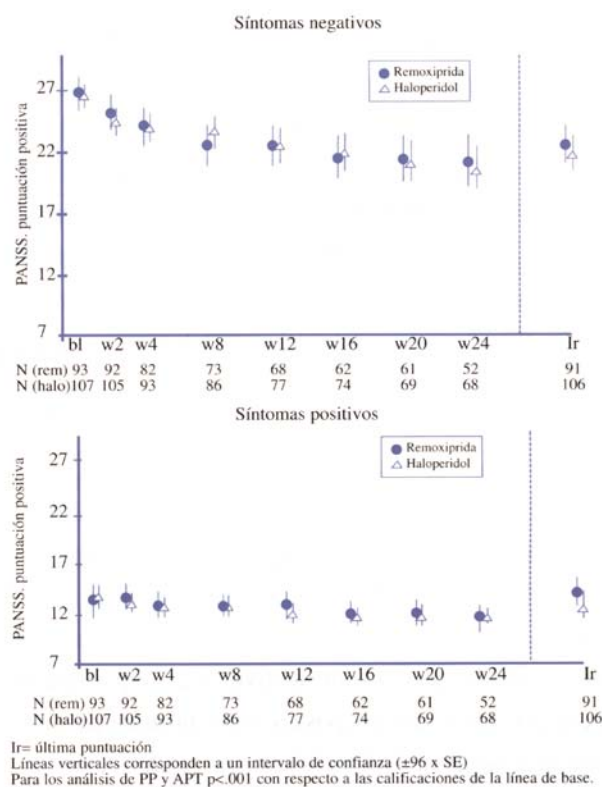 Síntomas negativos
PANSS. puntuación positiva
27
22
17
12
7
Remoxiprida
Haloperidol
bl w2 w4 w8 w12 w16 w20 w24 Ir
N (rem) 93 92 82 73 68 62 61 52 91
N (halo)107 105 93 86 77 74 69 68 106
Síntomas positivos
PANSS. puntuación positiva
27
22
17
12
7
Remoxiprida
Haloperidol
bl w2 w4 w8 w12 w16 w20 w24 Ir
N (rem) 93 92 82 73 68 62 61 52 91
N (halo)107 105 93 86 77 74 69 68 106
Ir= última puntuación
Líneas verticales corresponden a un intervalo de confianza (±96 x SE)
Para los análisis de PP y APT p<.001 con respecto a las calificaciones de la línea de base.